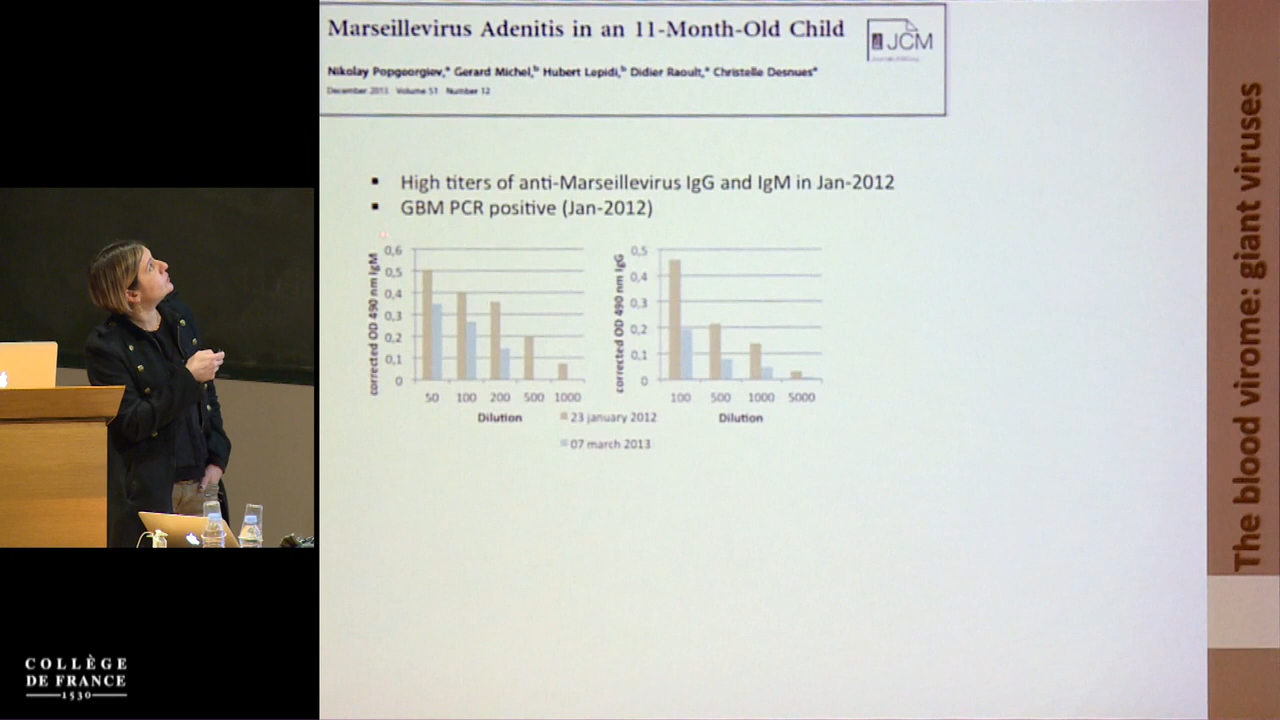 Marseillevirus Adenitis in an 11-Month-Old Child
JCM
Nikolay Popgeorgiev,a Gerard Michel,b Hubert Lepidi,b Didier Raoult,a Christelle Desnuesa
December 2013 Volume 51 Number 12
▪ High titers of anti-Marseillevirus IgG and IgM in Jan-2012
▪ GBM PCR positive (Jan-2012)
corrected OD 490 nm IgM
0,6
0,5
0,4
0,3
0,2
0,1
0
50 100 200 500 1000
Dilution
corrected OD 490 nm IgG
0,5
0,4
0,3
0,2
0,1
0
100 500 1000 5000
Dilution
23 january 2012
07 march 2013
The blood virome: giant viruses
COLLÈGE
DE FRANCE
1530